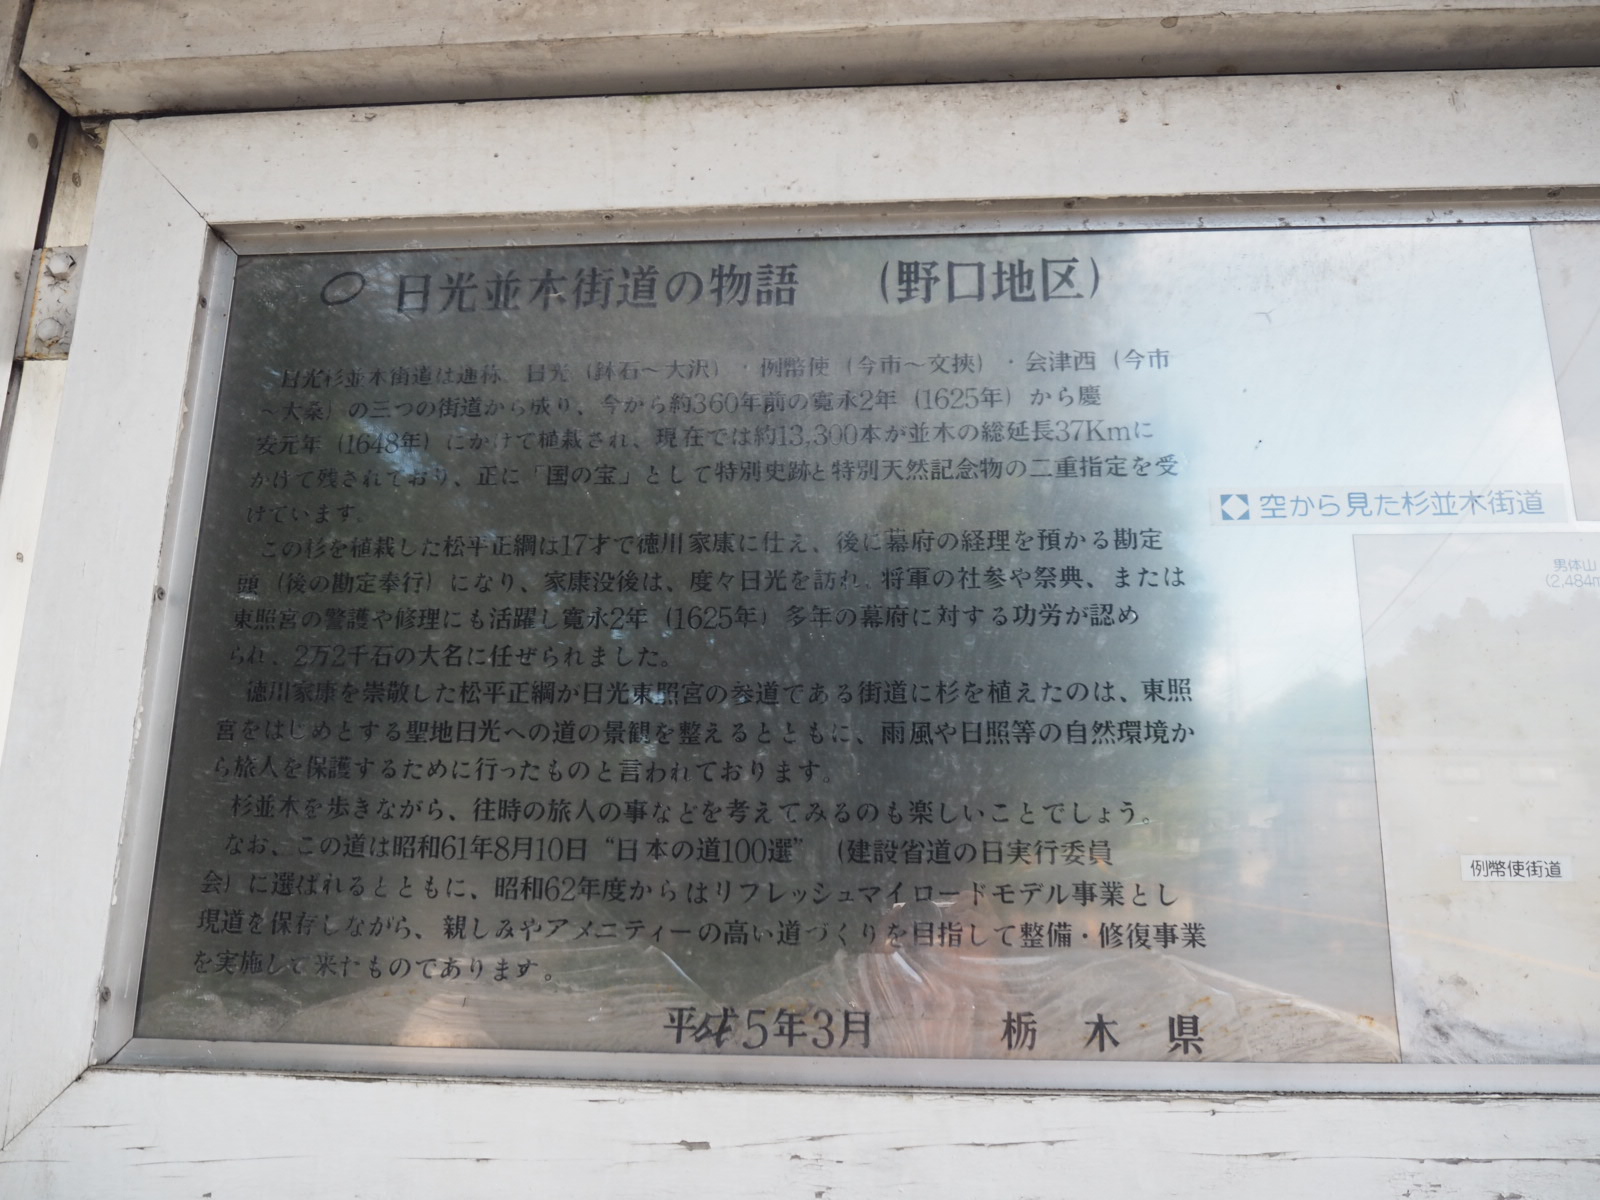 ○ 日光並木街道の物語 (野口地区)
日光杉並木街道は通称、日光(鉢石～大沢)・例幣使(今市～文挾)・会津西(今市
～大桑)の三つの街道から成り、今から約360年前の寛永2年(1625年)から慶
安元年(1648年)にかけて植栽され、現在では約13,300本が並木の総延長37Kmに
かけて残されており、正に「国の宝」として特別史跡と特別天然記念物の二重指定を受
けています。
この杉を植栽した松平正綱は17才で徳川家康に仕え、後に幕府の経理を預かる勘定
頭(後の勘定奉行)になり、家康没後は、度々日光を訪れ、将軍の社参や祭典、または
東照宮の警護や修理にも活躍し寛永2年(1625年)多年の幕府に対する功労が認め
られ、2万2千石の大名に任ぜられました。
徳川家康を崇敬した松平正綱が日光東照宮の参道である街道に杉を植えたのは、東照
宮をはじめとする聖地日光への道の景観を整えるとともに、雨風や日照等の自然環境か
ら旅人を保護するために行ったものと言われております。
杉並木を歩きながら、往時の旅人の事などを考えてみるのも楽しいことでしょう。
なお、この道は昭和61年8月10日“日本の道100選”(建設省道の日実行委員
会)に選ばれるとともに、昭和62年度からはリフレッシュマイロードモデル事業とし
現道を保存しながら、親しみやアメニティーの高い道づくりを目指して整備・修復事業
を実施して来たものであります。
平成5年3月 栃木県
空から見た杉並木街道
男体山
(2,484m
例幣使街道